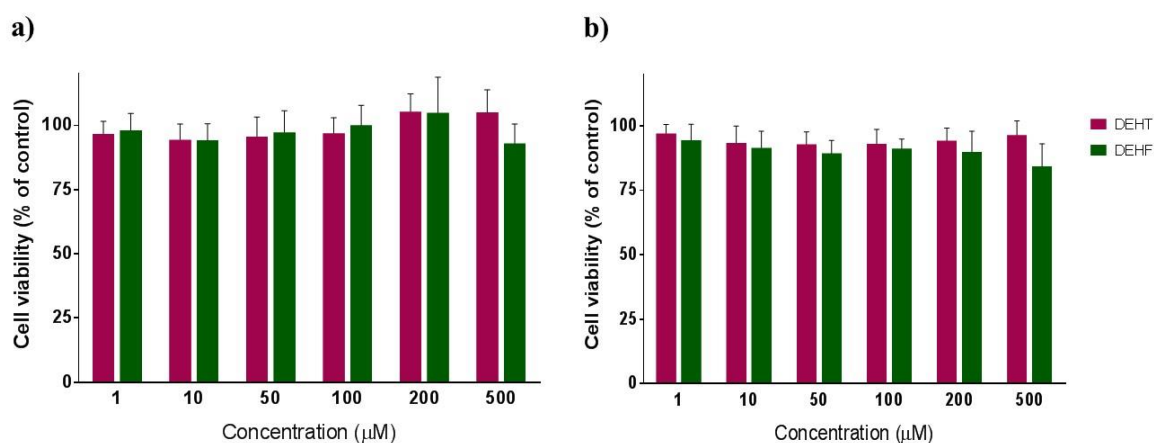 a)
Cell viability (% of control)
100
75
50
25
0
1 10 50 100 200 500
Concentration (µM)
b)
Cell viability (% of control)
100
75
50
25
0
1 10 50 100 200 500
Concentration (µM)
DEHT
DEHF